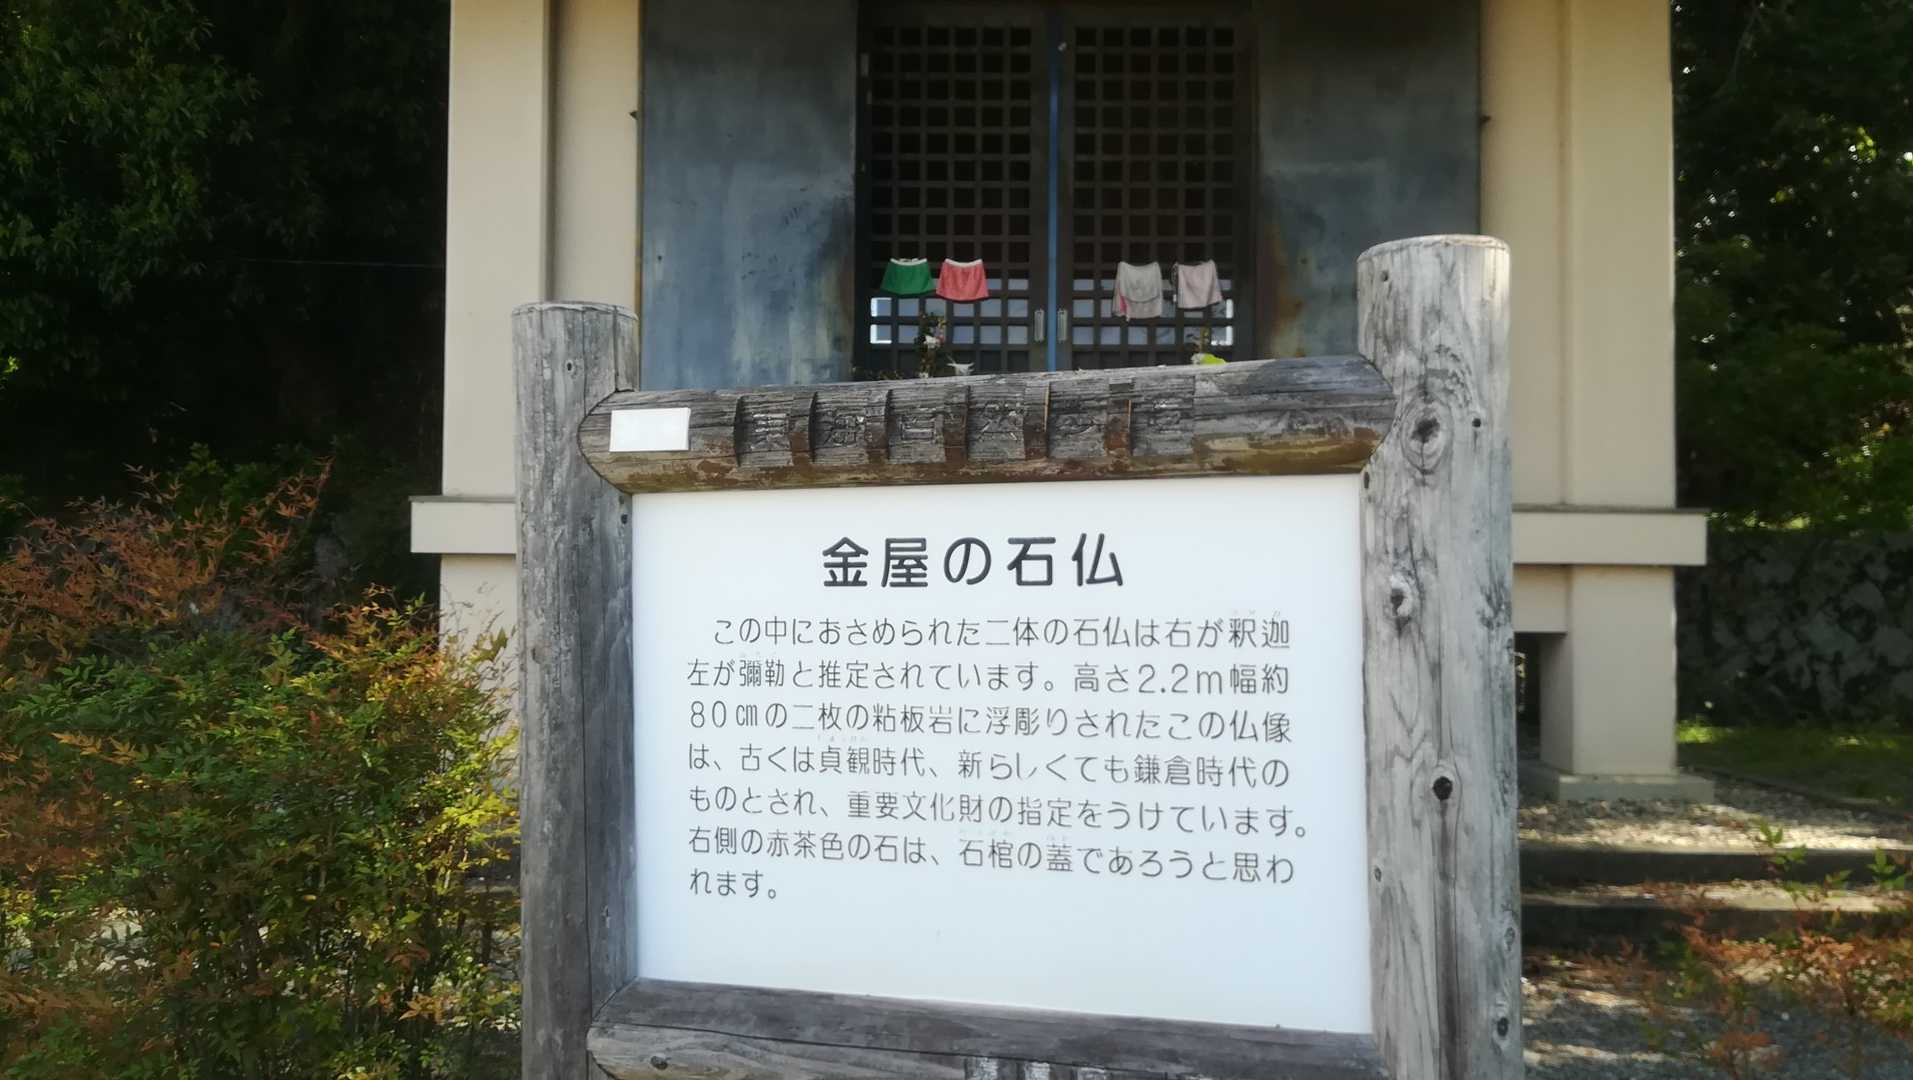 金屋の石仏
この中におさめられた二体の石仏は右が釈迦
左が彌勒と推定されています。高さ2.2m幅約
80㎝の二枚の粘板岩に浮彫りされたこの仏像
は、古くは貞観時代、新らしくても鎌倉時代の
ものとされ、重要文化財の指定をうけています。
右側の赤茶色の石は、石棺の蓋であろうと思わ
れます。